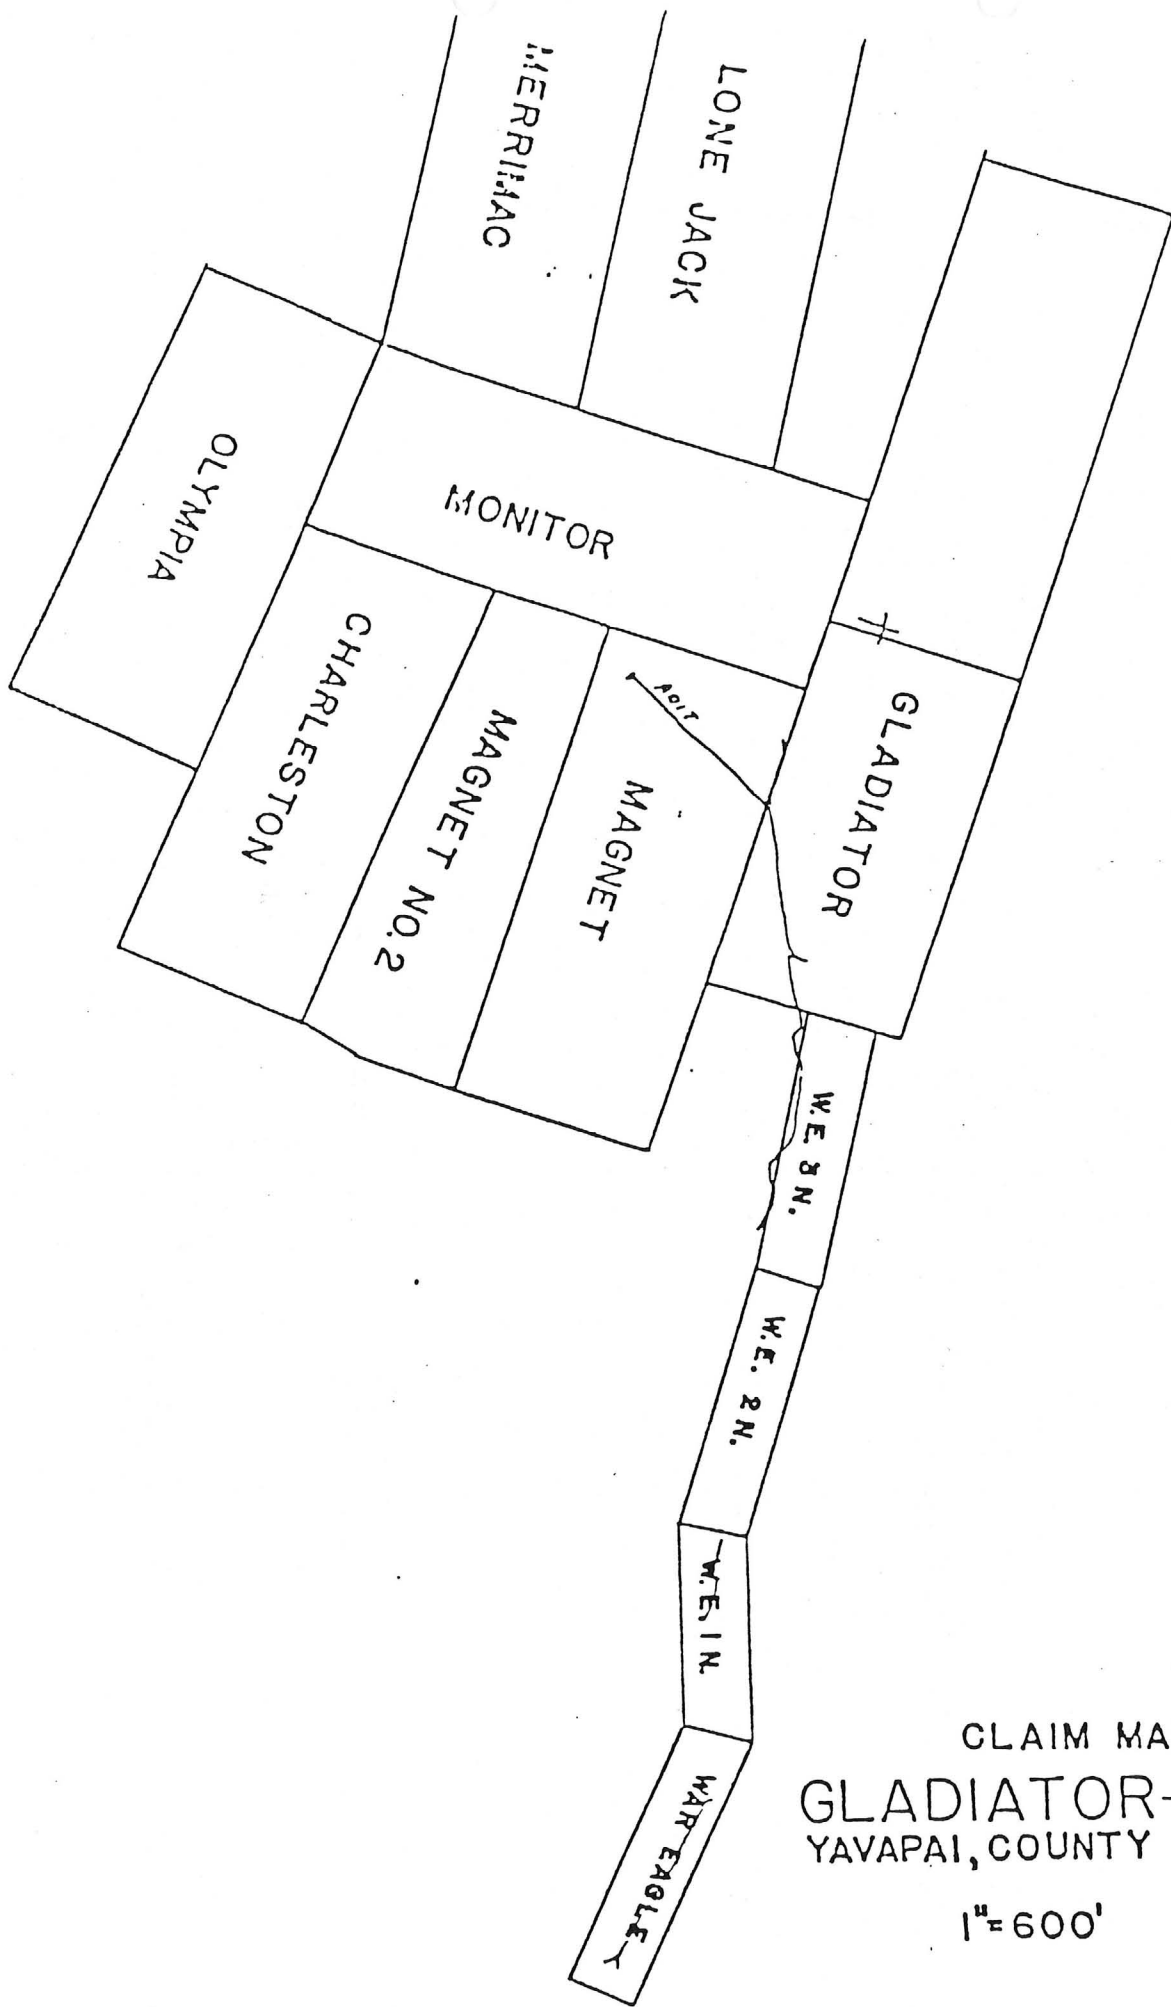 MERRIMAC
LONE JACK
OLYMPIA
MONITOR
CHARLESTON
MAGNET NO.2
MAGNET
ADIT
GLADIATOR
W.E. 3 N.
W.E. 2 N.
W.E. 1 N.
WAR EAGLE
CLAIM MA
GLADIATOR-
YAVAPAI, COUNTY
1"=600'